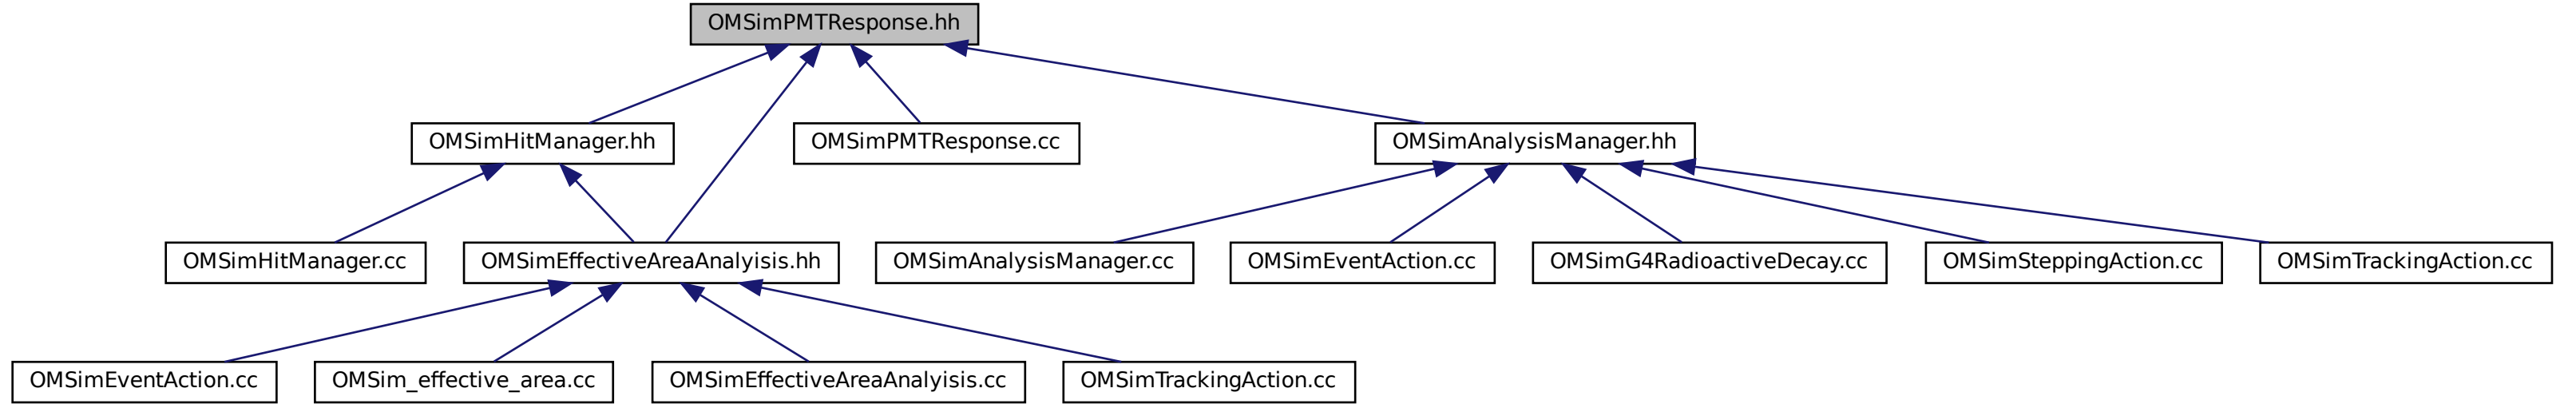 OMSimPMTResponse.hh
OMSimHitManager.hh
OMSimPMTResponse.cc
OMSimAnalysisManager.hh
OMSimHitManager.cc
OMSimEffectiveAreaAnalyisis.hh
OMSimAnalysisManager.cc
OMSimEventAction.cc
OMSimG4RadioactiveDecay.cc
OMSimSteppingAction.cc
OMSimTrackingAction.cc
OMSimEventAction.cc
OMSim_effective_area.cc
OMSimEffectiveAreaAnalyisis.cc
OMSimTrackingAction.cc